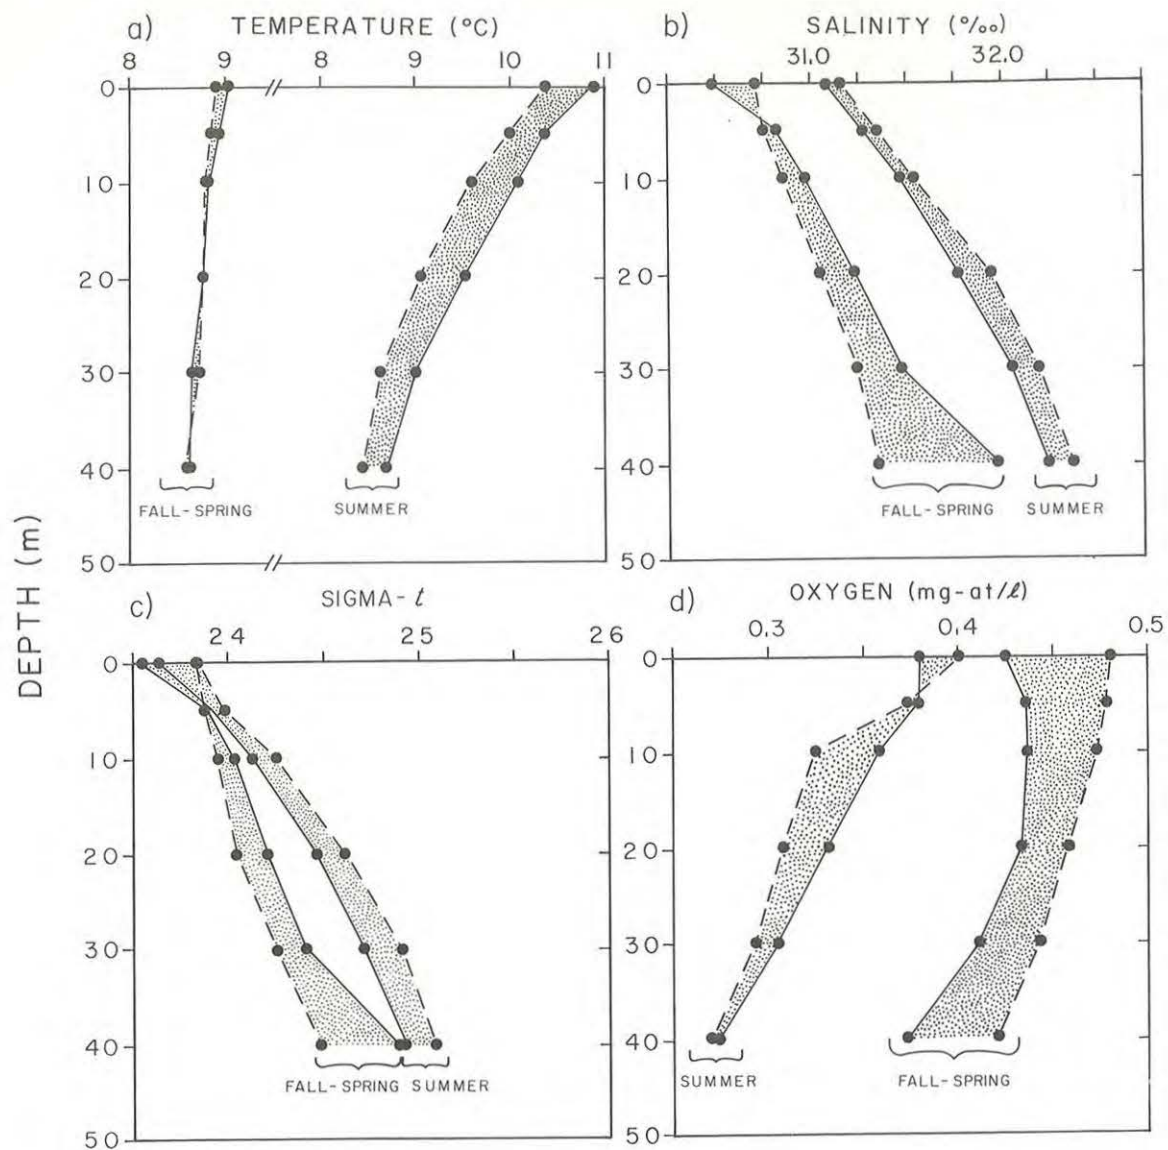 a) TEMPERATURE (°C)
8 9 8 9 10 11
0
10
20
30
40
50
FALL-SPRING SUMMER
b) SALINITY (‰)
31.0 32.0
0
10
20
30
40
50
FALL-SPRING SUMMER
DEPTH (m)
c) SIGMA-t
24 25 26
0
10
20
30
40
50
FALL-SPRING SUMMER
d) OXYGEN (mg-at/ℓ)
0.3 0.4 0.5
0
10
20
30
40
50
SUMMER FALL-SPRING